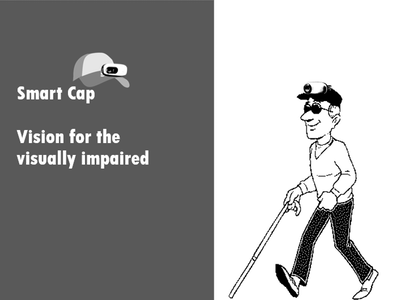 Smart Cap
Vision for the
visually impaired